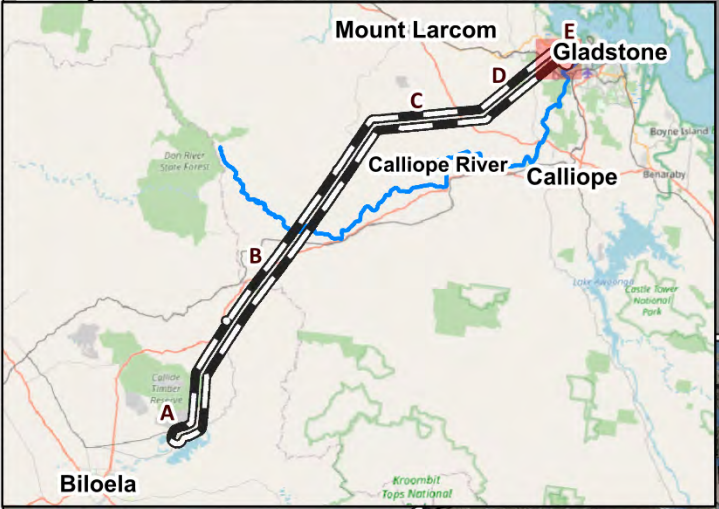 Mount Larcom
E
Gladstone
D
C
Boyne Island
Don River
State Forest
Calliope River
Calliope
Benaraby
B
Lake Awoonga
Castle Tower
National
Park
Callide
Timber
Reserve
A
Biloela
Kroombit
Tops National